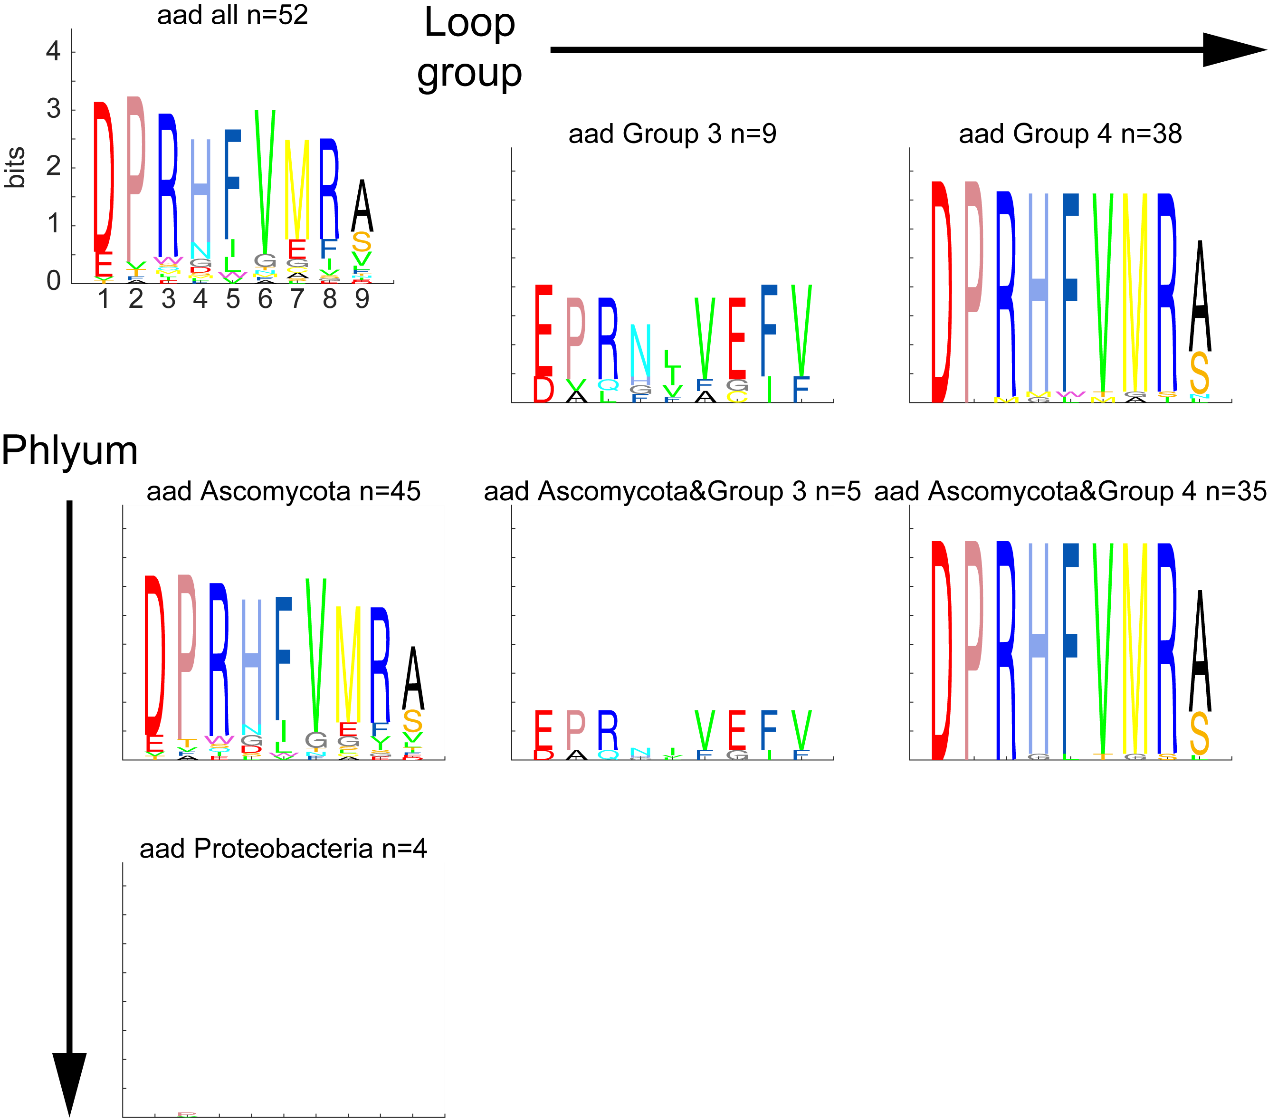 aad all n=52
Loop
group
bits
4
3
2
1
0
D P R H F V M R A
1 2 3 4 5 6 7 8 9
aad Group 3 n=9
E P R N L V E F V
aad Group 4 n=38
D P R H F V M R A
S
Phlyum
aad Ascomycota n=45
D P R H F V M R A
aad Ascomycota&Group 3 n=5
E P R N V E F V
aad Ascomycota&Group 4 n=35
D P R H F V M R A
S
aad Proteobacteria n=4